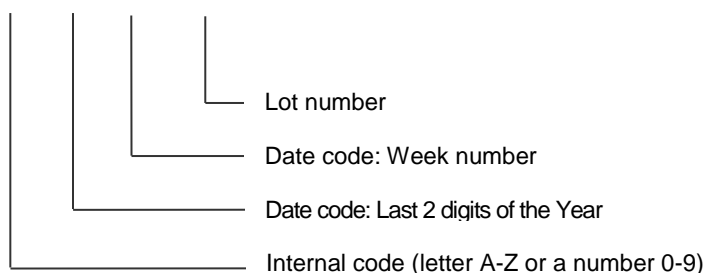 Lot number
Date code: Week number
Date code: Last 2 digits of the Year
Internal code (letter A-Z or a number 0-9)